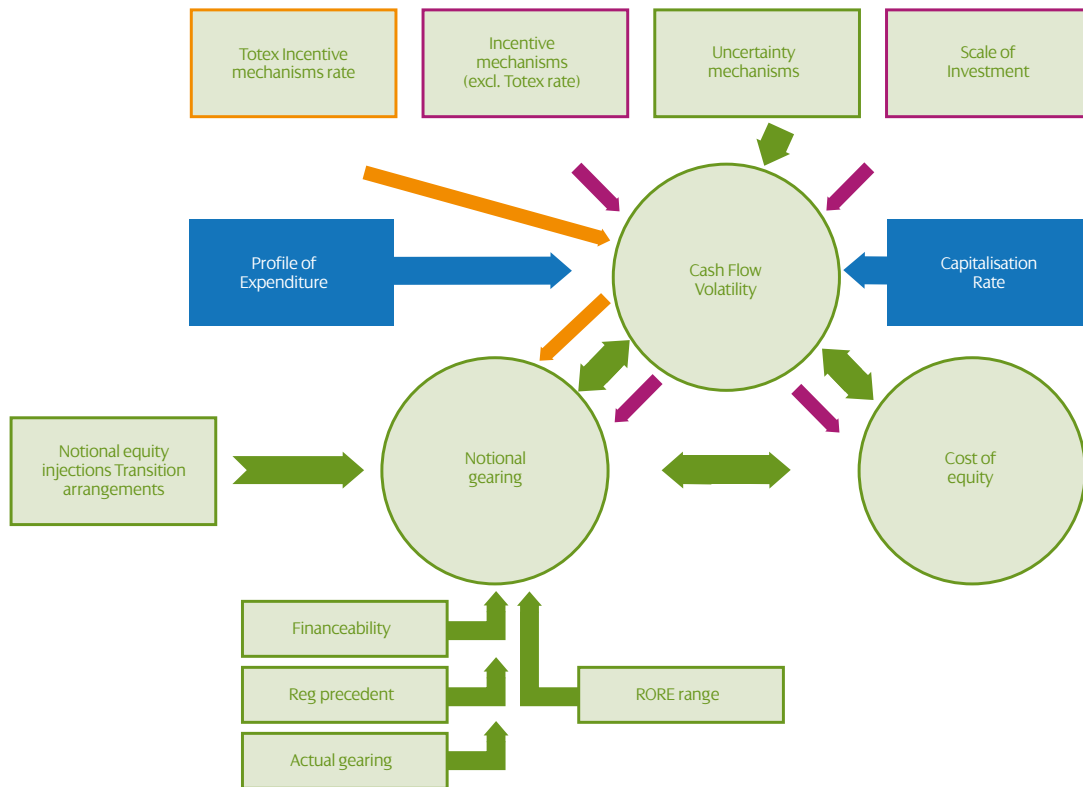 Totex Incentive
mechanisms rate
Incentive
mechanisms
(excl. Totex rate)
Uncertainty
mechanisms
Scale of
Investment
Profile of
Expenditure
Cash Flow
Volatility
Capitalisation
Rate
Notional equity
injections Transition
arrangements
Notional
gearing
Cost of
equity
Financeability
Reg precedent
RORE range
Actual gearing